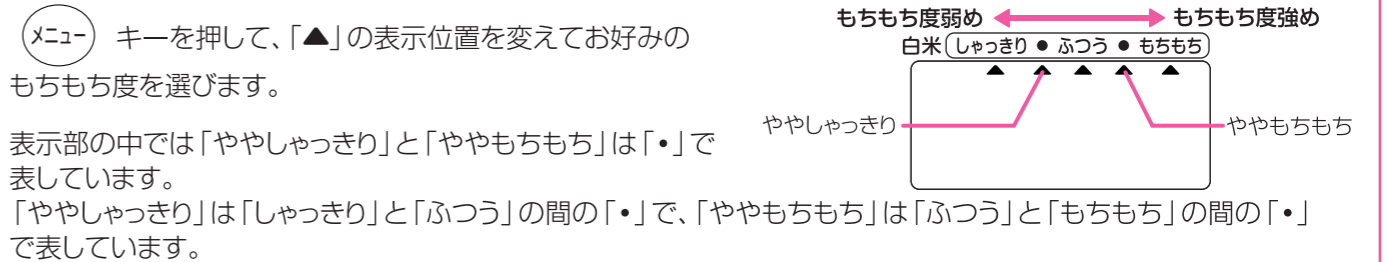 メニュー キーを押して、「▲」の表示位置を変えてお好みの
もちもち度を選びます。
表示部の中では「ややしゃっきり」と「ややもちもち」は「•」で
表しています。
「ややしゃっきり」は「しゃっきり」と「ふつう」の間の「•」で、「ややもちもち」は「ふつう」と「もちもち」の間の「•」
で表しています。
もちもち度弱め もちもち度強め
白米 しゃっきり ● ふつう ● もちもち
▲ ▲ ▲ ▲ ▲
ややしゃっきり ややもちもち